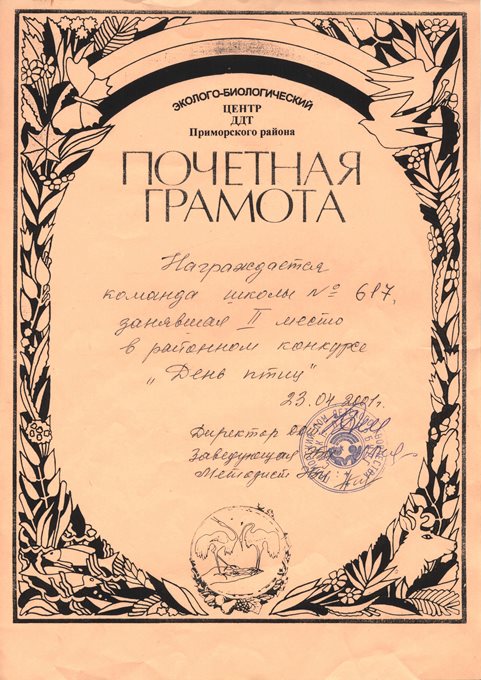 ЭКОЛОГО-БИОЛОГИЧЕСКИЙ
ЦЕНТР
ДДТ
Приморского района
ПОЧЕТНАЯ
ГРАМОТА
Награждается
команда школы № 617,
занявшая II место
в районном конкурсе
„День птиц"
23.04.2001г.
Директор
Заведующая
Методист